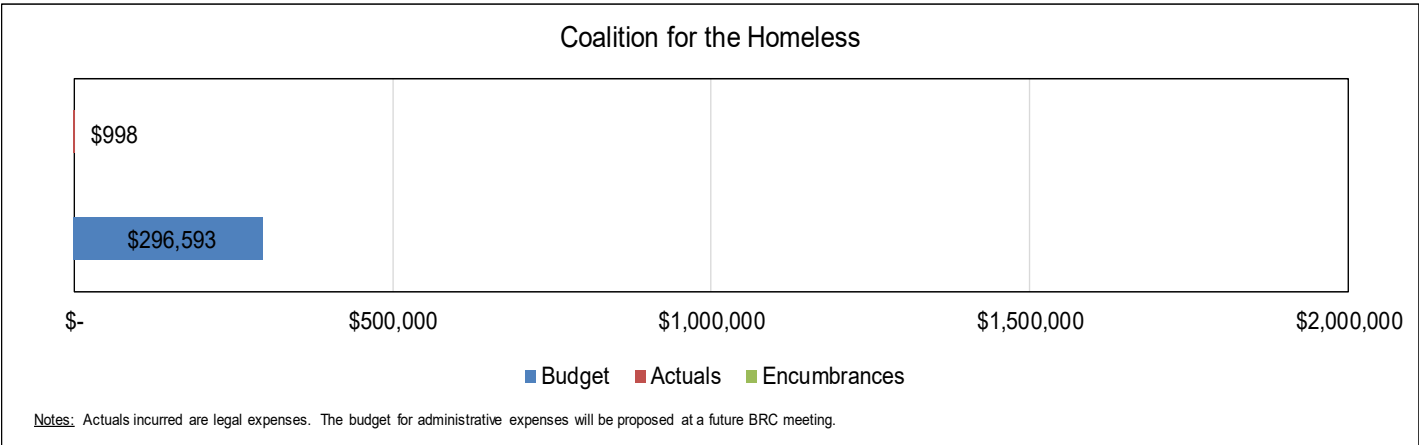 Coalition for the Homeless
$998
$296,593
$- $500,000 $1,000,000 $1,500,000 $2,000,000
Budget Actuals Encumbrances
Notes: Actuals incurred are legal expenses. The budget for administrative expenses will be proposed at a future BRC meeting.